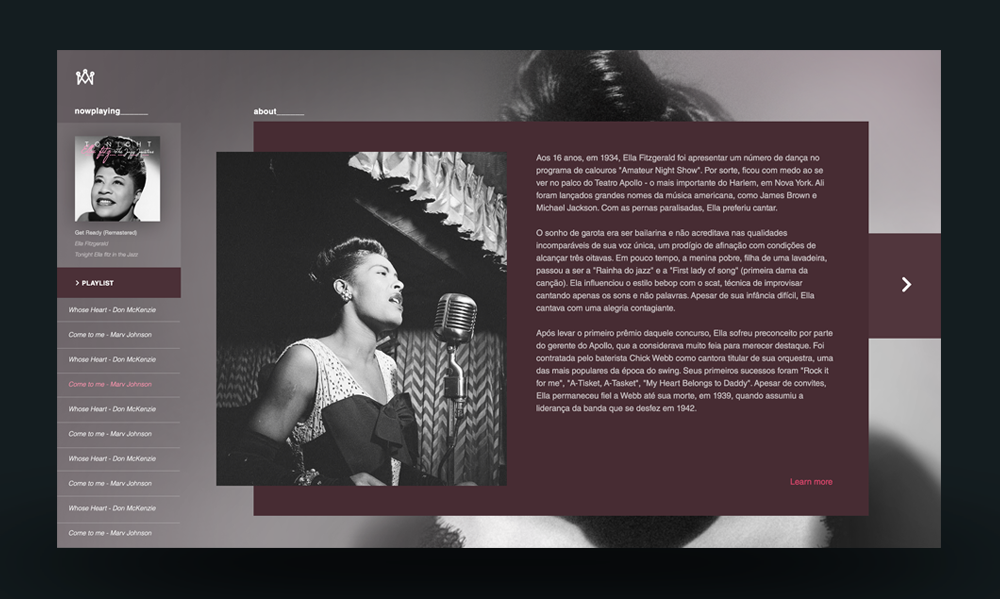 nowplaying______
TONIGHT
Get Ready (Remastered)
Ella Fitzgerald
Tonight Ella fitz in the Jazz
PLAYLIST
Whose Heart - Don McKenzie
Come to me - Marv Johnson
Whose Heart - Don McKenzie
Come to me - Marv Johnson
Whose Heart - Don McKenzie
Come to me - Marv Johnson
Whose Heart - Don McKenzie
Come to me - Marv Johnson
Whose Heart - Don McKenzie
Come to me - Marv Johnson
about______
Aos 16 anos, em 1934, Ella Fitzgerald foi apresentar um número de dança no
programa de calouros "Amateur Night Show". Por sorte, ficou com medo ao se
ver no palco do Teatro Apollo - o mais importante do Harlem, em Nova York. Ali
foram lançados grandes nomes da música americana, como James Brown e
Michael Jackson. Com as pernas paralisadas, Ella preferiu cantar.
O sonho de garota era ser bailarina e não acreditava nas qualidades
incomparáveis de sua voz única, um prodígio de afinação com condições de
alcançar três oitavas. Em pouco tempo, a menina pobre, filha de uma lavadeira,
passou a ser a "Rainha do jazz" e a "First lady of song" (primeira dama da
canção). Ela influenciou o estilo bebop com o scat, técnica de improvisar
cantando apenas os sons e não palavras. Apesar de sua infância difícil, Ella
cantava com uma alegria contagiante.
Após levar o primeiro prêmio daquele concurso, Ella sofreu preconceito por parte
do gerente do Apollo, que a considerava muito feia para merecer destaque. Foi
contratada pelo baterista Chick Webb como cantora titular de sua orquestra, uma
das mais populares da época do swing. Seus primeiros sucessos foram "Rock it
for me", "A-Tisket, A-Tasket", "My Heart Belongs to Daddy". Apesar de convites,
Ella permaneceu fiel a Webb até sua morte, em 1939, quando assumiu a
liderança da banda que se desfez em 1942.
Learn more